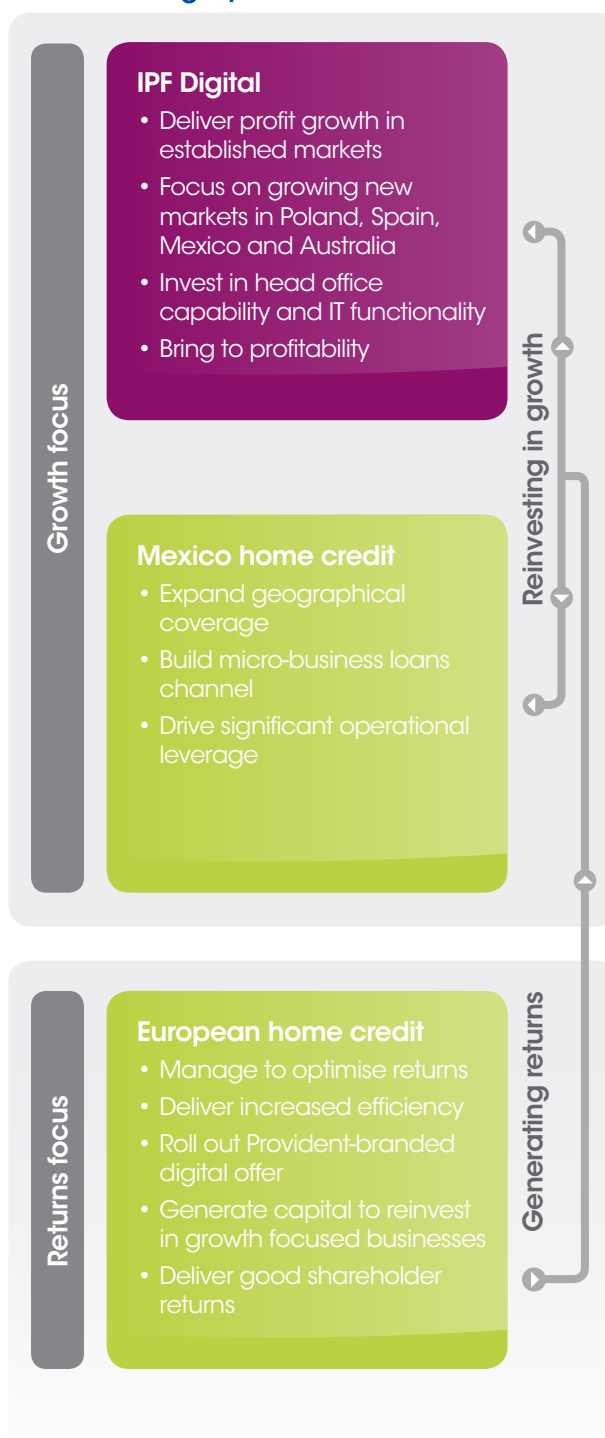 Growth focus
IPF Digital
• Deliver profit growth in
established markets
• Focus on growing new
markets in Poland, Spain,
Mexico and Australia
• Invest in head office
capability and IT functionality
• Bring to profitability
Reinvesting in growth
Mexico home credit
• Expand geographical
coverage
• Build micro-business loans
channel
• Drive significant operational
leverage
Returns focus
European home credit
• Manage to optimise returns
• Deliver increased efficiency
• Roll out Provident-branded
digital offer
• Generate capital to reinvest
in growth focused businesses
• Deliver good shareholder
returns
Generating returns